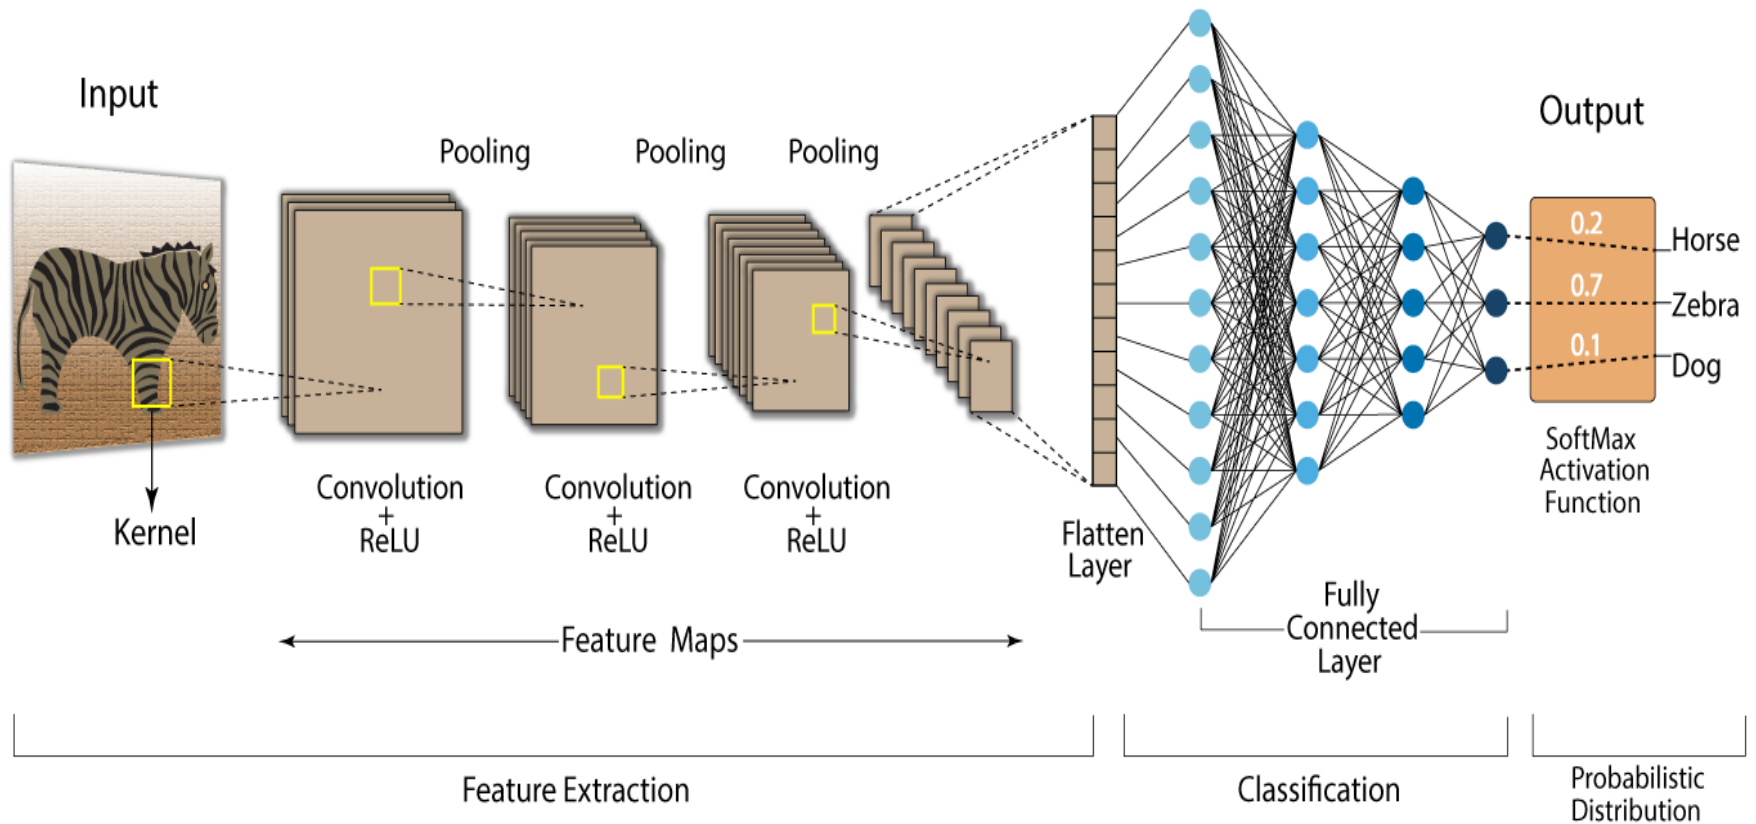 Input
Pooling
Pooling
Pooling
Output
0.2
Horse
0.7
Zebra
0.1
Dog
Kernel
Convolution
+
ReLU
Convolution
+
ReLU
Convolution
+
ReLU
Flatten
Layer
SoftMax
Activation
Function
Feature Maps
Fully
Connected
Layer
Feature Extraction
Classification
Probabilistic
Distribution